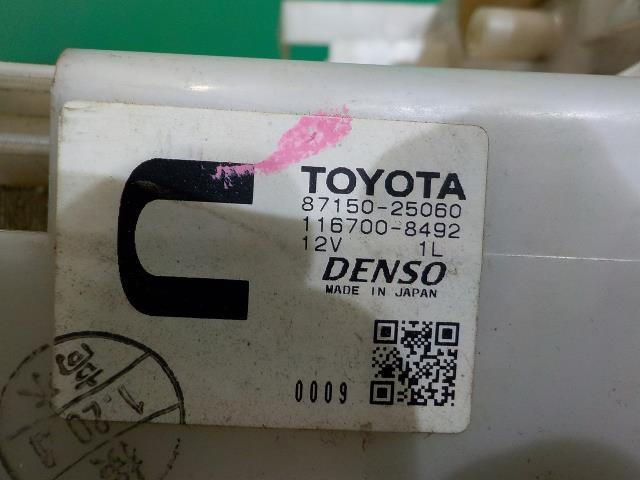 C
TOYOTA
87150-25060
116700-8492
12V 1L
DENSO
MADE IN JAPAN
0009